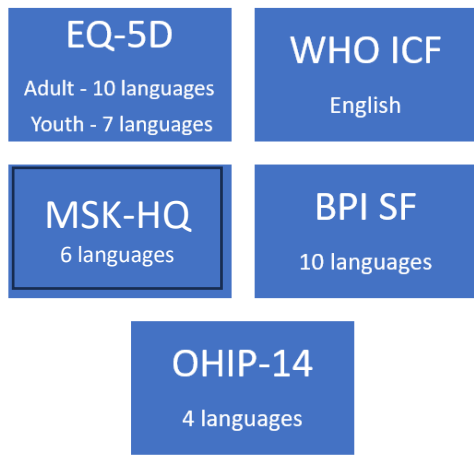 EQ-5D
Adult - 10 languages
Youth - 7 languages
WHO ICF
English
MSK-HQ
6 languages
BPI SF
10 languages
OHIP-14
4 languages